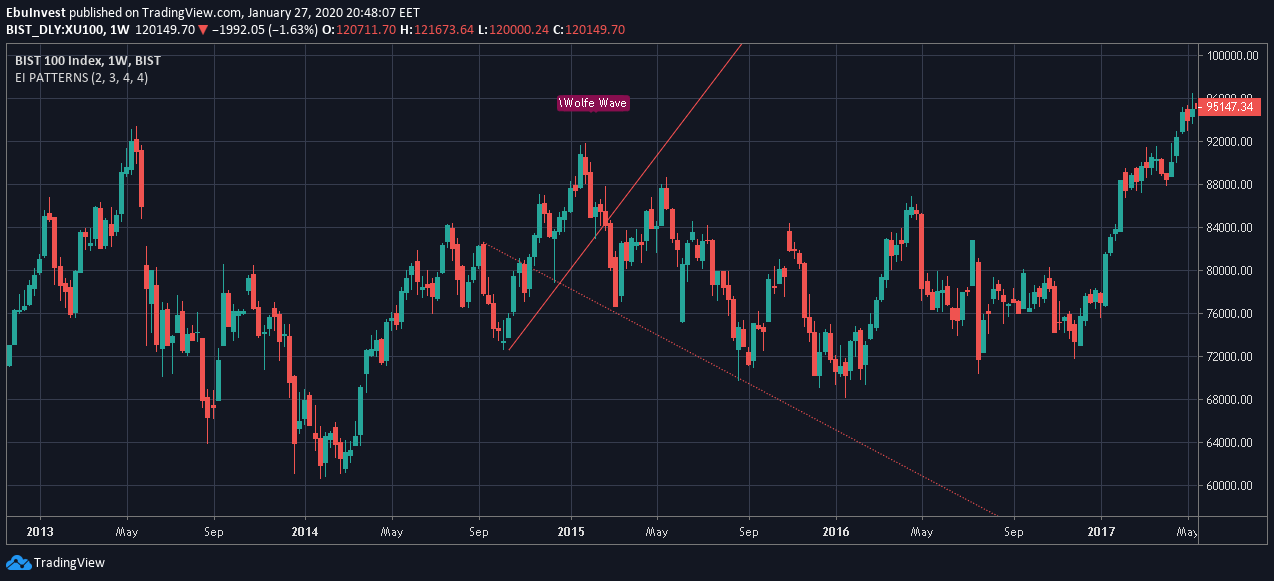 EbuInvest published on TradingView.com, January 27, 2020 20:48:07 EET
BIST_DLY:XU100, 1W 120149.70 ▼ −1992.05 (−1.63%) O:120711.70 H:121673.64 L:120000.24 C:120149.70
BIST 100 Index, 1W, BIST
EI PATTERNS (2, 3, 4, 4)
\Wolfe Wave
100000.00
96000.00
95147.34
92000.00
88000.00
84000.00
80000.00
76000.00
72000.00
68000.00
64000.00
60000.00
2013 May Sep 2014 May Sep 2015 May Sep 2016 May Sep 2017 May
TradingView